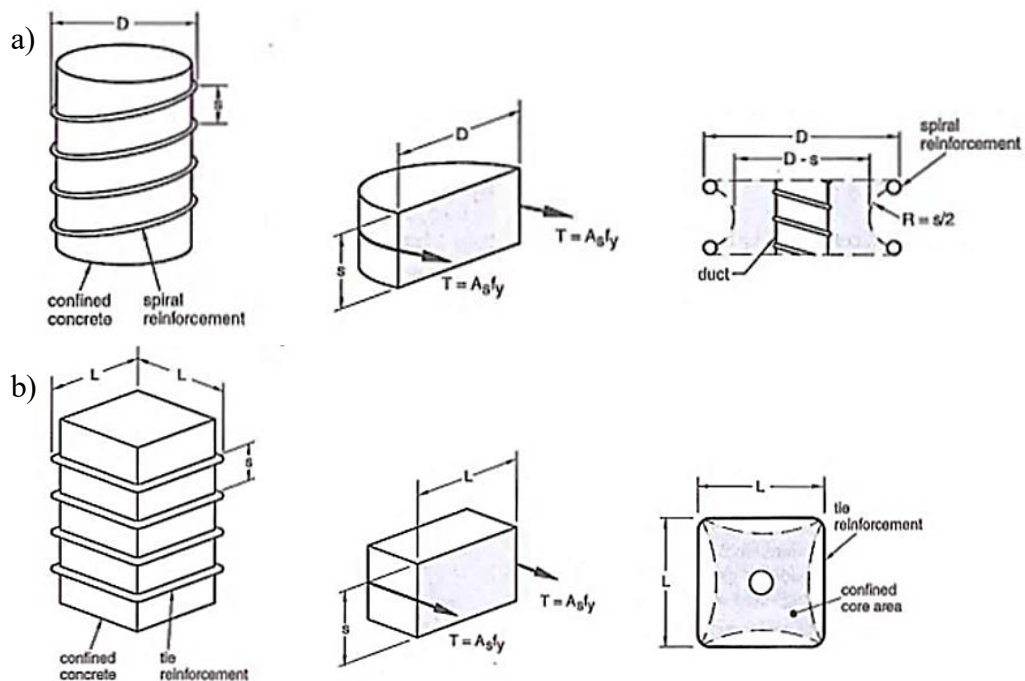 a)
D
s
confined
concrete
spiral
reinforcement
D
s
T = Asfy
T = Asfy
D
D - s
spiral
reinforcement
R = s/2
duct
b)
L
L
s
confined
concrete
tie
reinforcement
L
s
T = Asfy
T = Asfy
L
L
tie
reinforcement
confined
core area